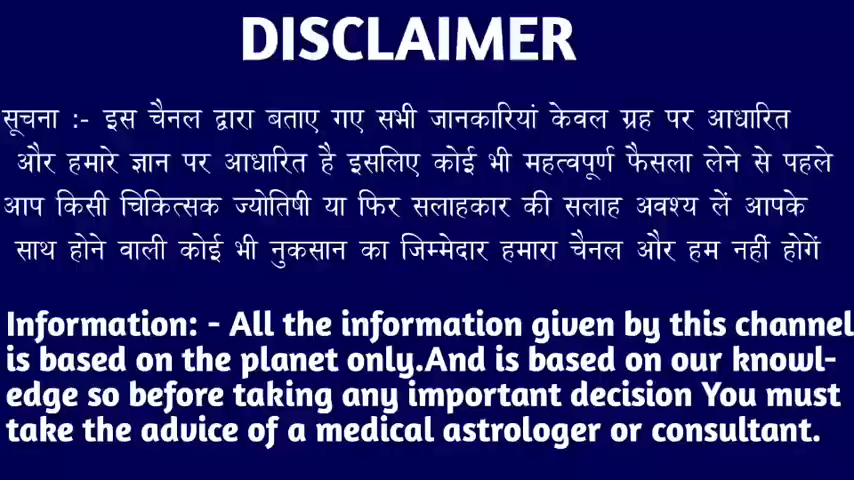 DISCLAIMER
सूचना :- इस चैनल द्वारा बताए गए सभी जानकारियां केवल ग्रह पर आधारित
और हमारे ज्ञान पर आधारित है इसलिए कोई भी महत्वपूर्ण फैसला लेने से पहले
आप किसी चिकित्सक ज्योतिषी या फिर सलाहकार की सलाह अवश्य लें आपके
साथ होने वाली कोई भी नुकसान का जिम्मेदार हमारा चैनल और हम नहीं होगें
Information: - All the information given by this channel
is based on the planet only.And is based on our knowl-
edge so before taking any important decision You must
take the advice of a medical astrologer or consultant.